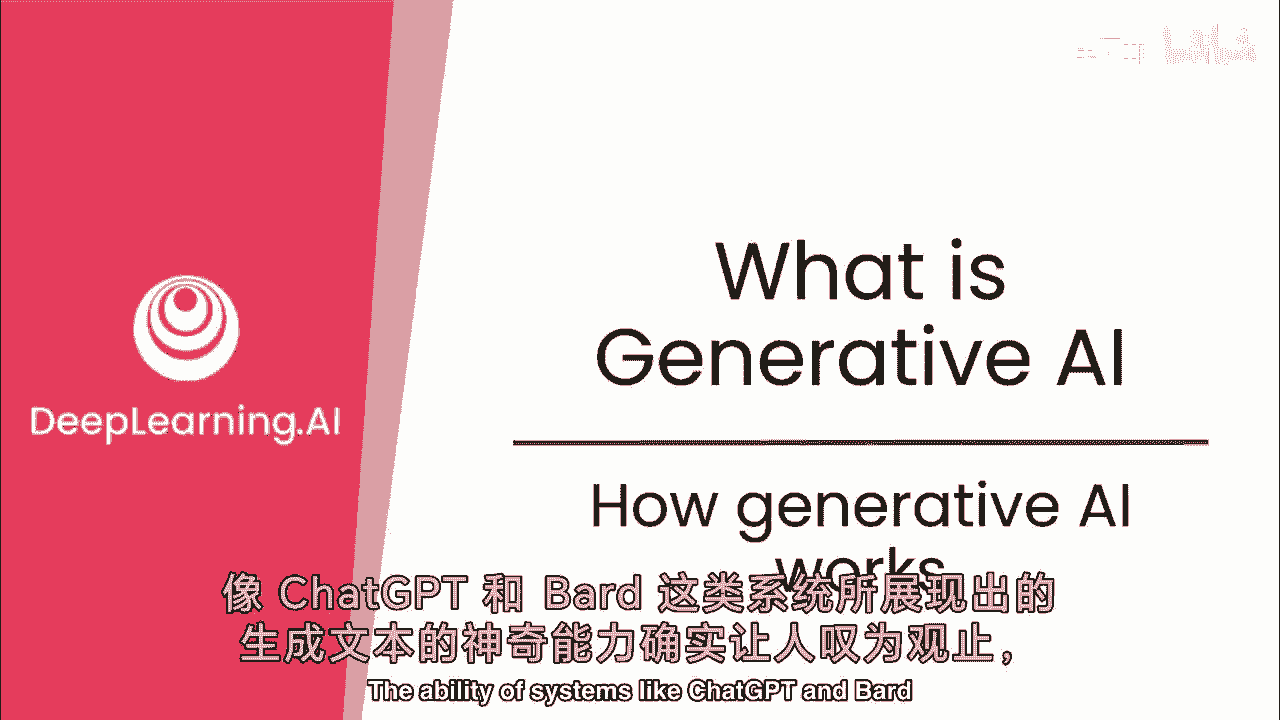 What is
Generative AI
DeepLearning.AI
How generative AI
works
像 ChatGPT 和 Bard 这类系统所展现出的
生成文本的神奇能力确实让人叹为观止，
The ability of systems like ChatGPT and Bard